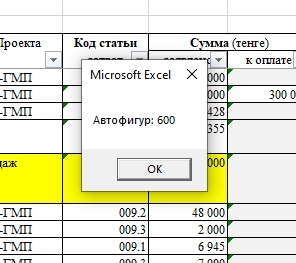 Проекта
Код статьи
Сумма (тенге)
к оплате
-ГМП
000
-ГМП
000
300 0
-ГМП
428
355
Microsoft Excel
Автофигур: 600
OK
даж
000
-ГМП
009.2
48 000
-ГМП
009.3
2 000
-ГМП
009.1
6 945